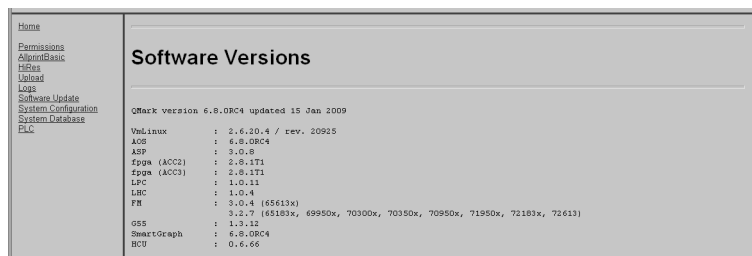 Home
Permissions
AllprintBasic
HiRes
Upload
Logs
Software Update
System Configuration
System Database
PLC
Software Versions
QMark version 6.8.0RC4 updated 15 Jan 2009
VmLinux : 2.6.20.4 / rev. 20925
AOS : 6.8.0RC4
ASP : 3.0.8
fpga (ACC2) : 2.8.1T1
fpga (ACC3) : 2.8.1T1
LPC : 1.0.11
LHC : 1.0.4
FM : 3.0.4 (65613x)
3.2.7 (65183x, 69950x, 70300x, 70350x, 70950x, 71950x, 72183x, 72613)
G55 : 1.3.12
SmartGraph : 6.8.0RC4
HCU : 0.6.66